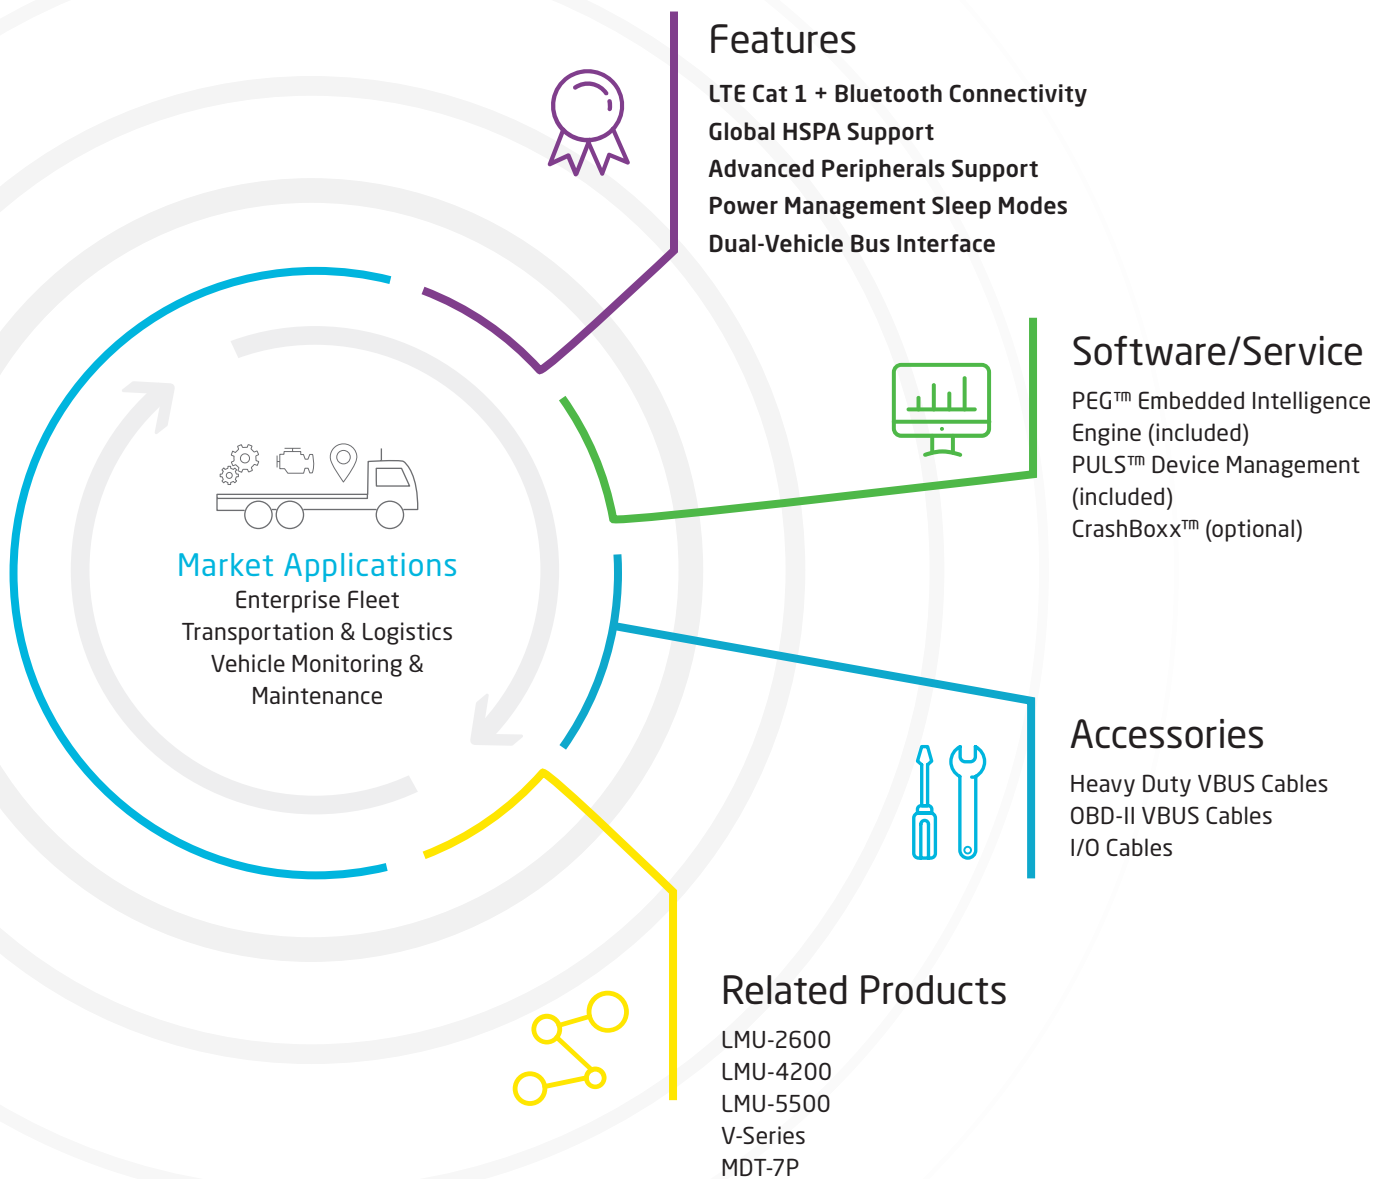 Features
LTE Cat 1 + Bluetooth Connectivity
Global HSPA Support
Advanced Peripherals Support
Power Management Sleep Modes
Dual-Vehicle Bus Interface
Software/Service
PEG™ Embedded Intelligence
Engine (included)
PULS™ Device Management
(included)
CrashBoxx™ (optional)
Market Applications
Enterprise Fleet
Transportation & Logistics
Vehicle Monitoring &
Maintenance
Accessories
Heavy Duty VBUS Cables
OBD-II VBUS Cables
I/O Cables
Related Products
LMU-2600
LMU-4200
LMU-5500
V-Series
MDT-7P